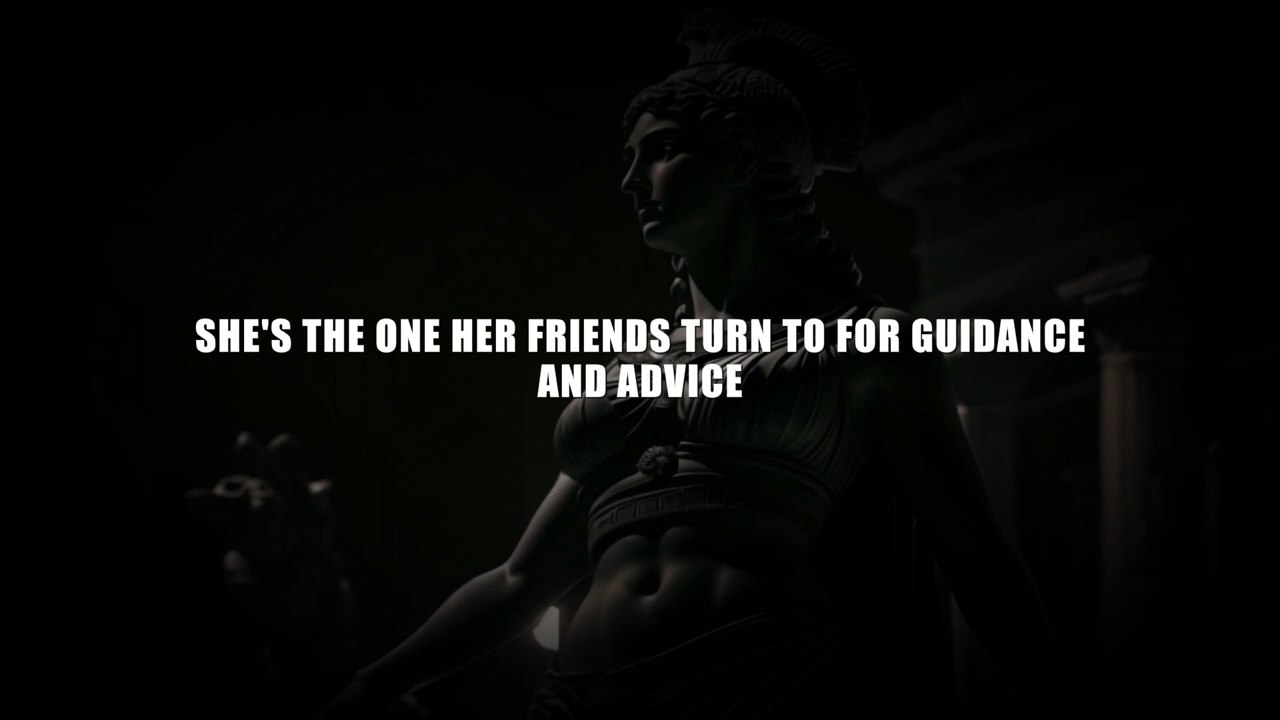 SHE'S THE ONE HER FRIENDS TURN TO FOR GUIDANCE
AND ADVICE